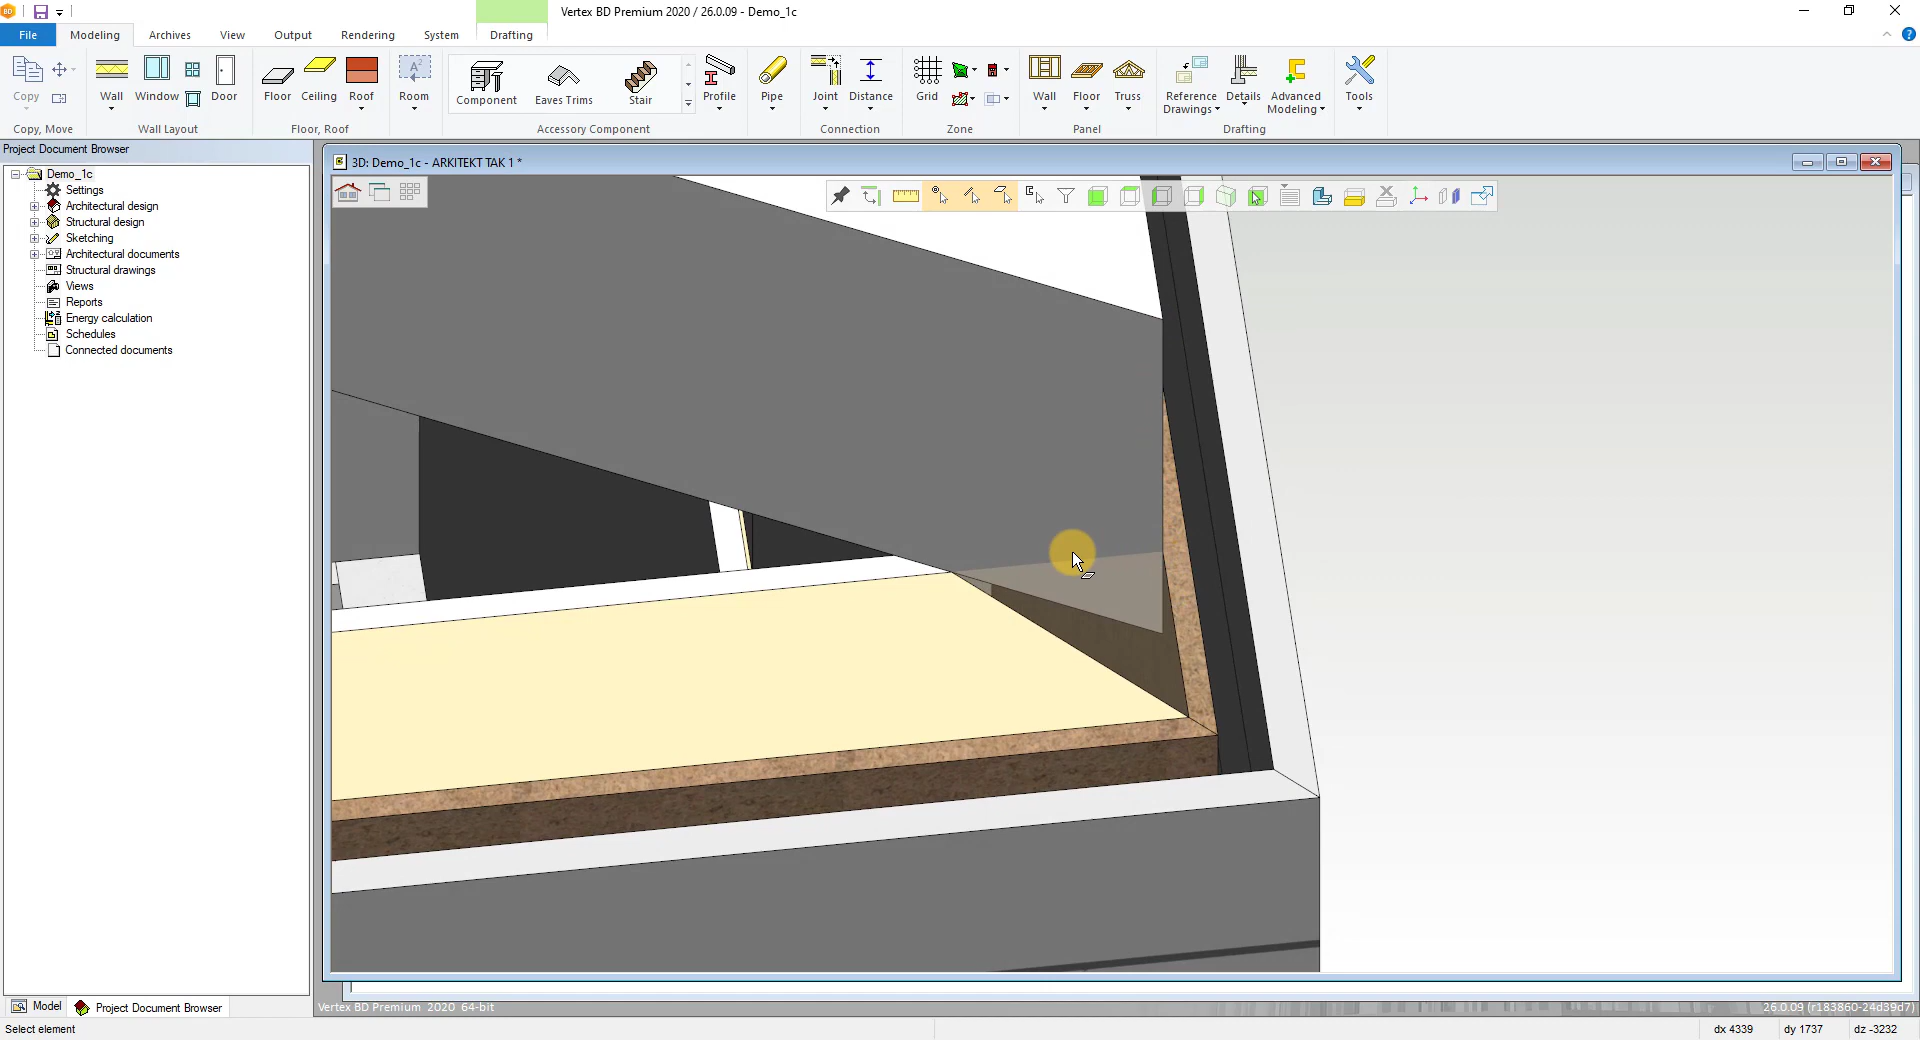 BD
Vertex BD Premium 2020 / 26.0.09 - Demo_1c
File
Modeling
Archives
View
Output
Rendering
System
Drafting
Copy
Wall
Window
Door
Floor
Ceiling
Roof
Room
Component
Eaves Trims
Stair
Profile
Pipe
Joint
Distance
Grid
Wall
Floor
Truss
Reference Drawings
Details
Advanced Modeling
Tools
Copy, Move
Wall Layout
Floor, Roof
Accessory Component
Connection
Zone
Panel
Drafting
Project Document Browser
Demo_1c
Settings
Architectural design
Structural design
Sketching
Architectural documents
Structural drawings
Views
Reports
Energy calculation
Schedules
Connected documents
3D: Demo_1c - ARKITEKT TAK 1 *
Model
Project Document Browser
Vertex BD Premium 2020 64-bit
26.0.09 (r183860-24d39d7)
Select element
dx 4339
dy 1737
dz -3232